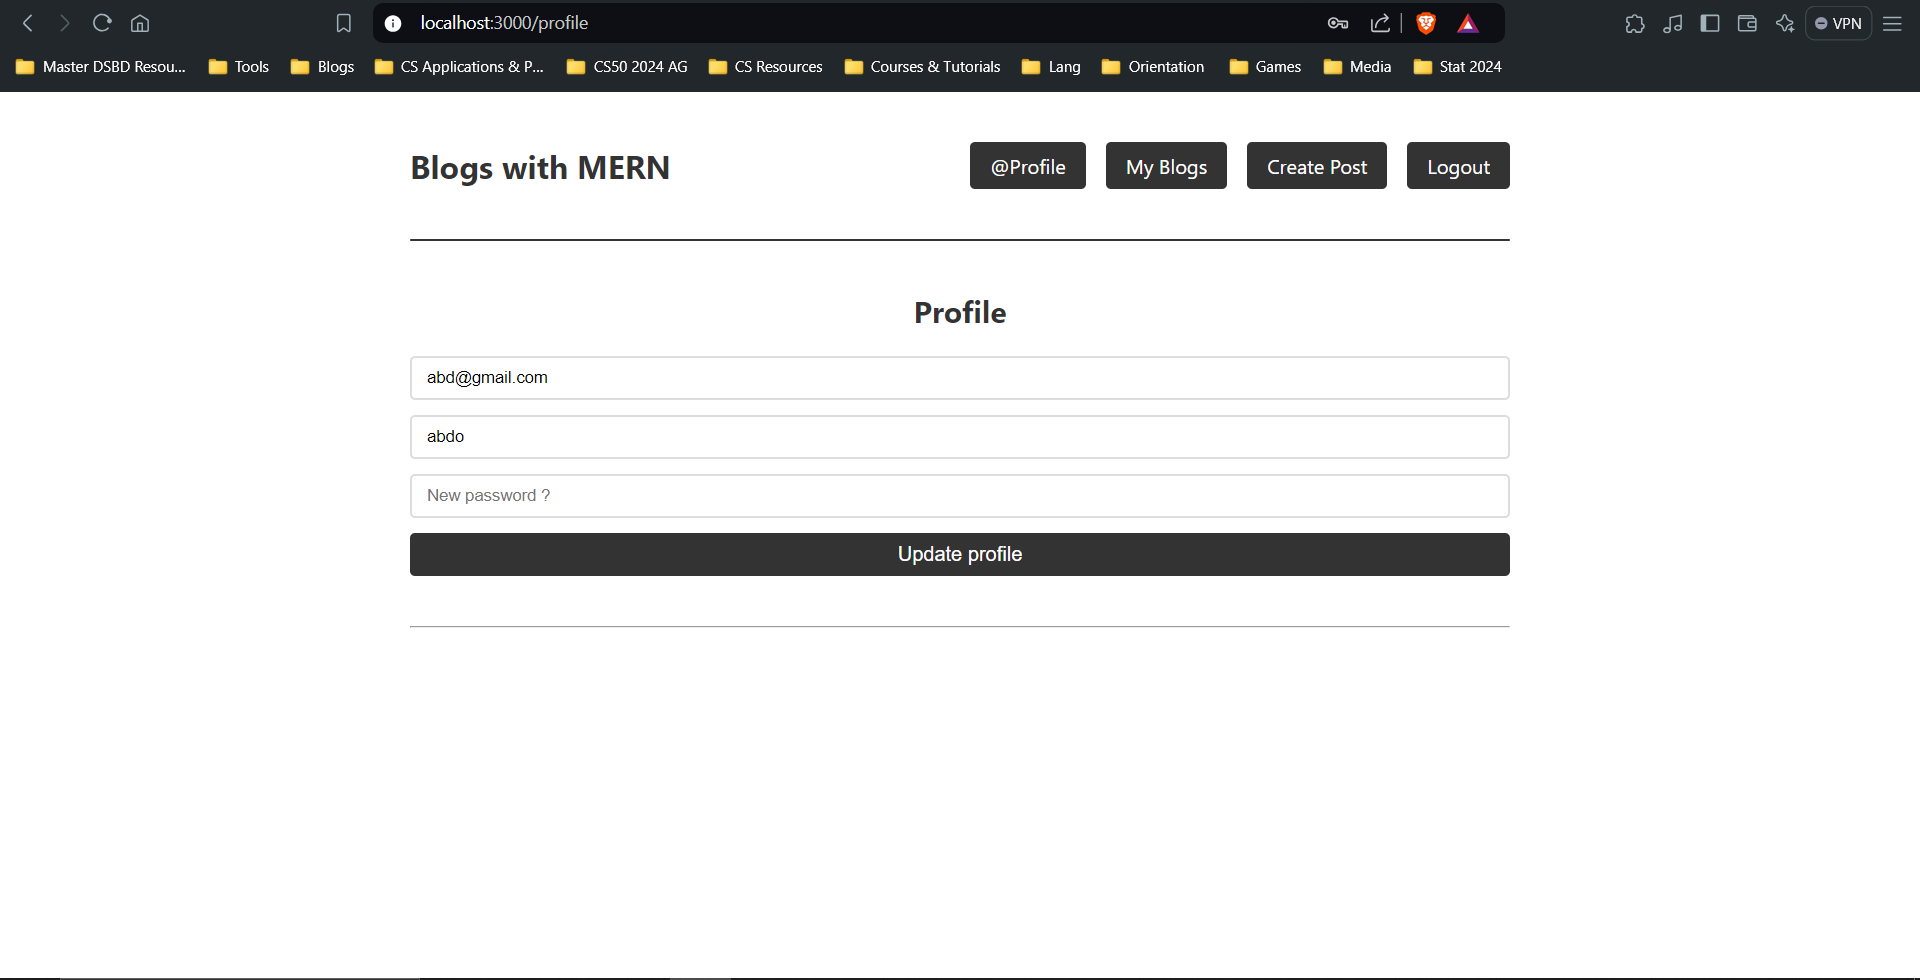 localhost:3000/profile
VPN
Master DSBD Resou...
Tools
Blogs
CS Applications & P...
CS50 2024 AG
CS Resources
Courses & Tutorials
Lang
Orientation
Games
Media
Stat 2024
Blogs with MERN
@Profile
My Blogs
Create Post
Logout
Profile
abd@gmail.com
abdo
New password ?
Update profile